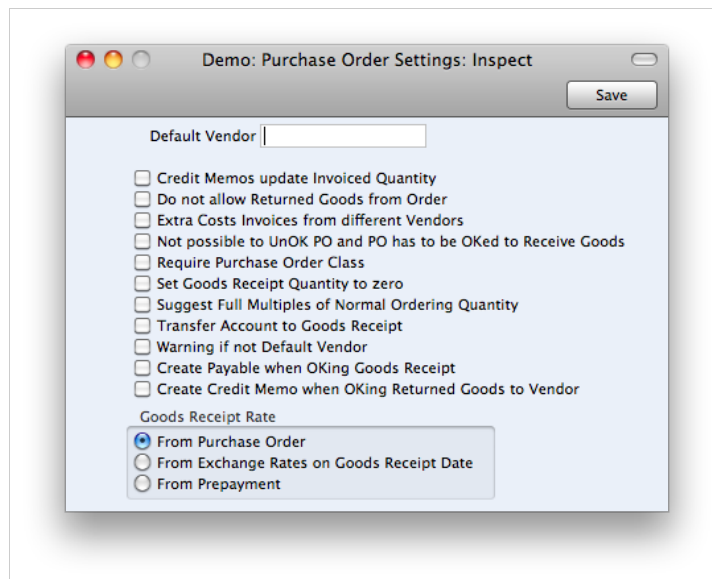 Demo: Purchase Order Settings: Inspect
Save
Default Vendor
Credit Memos update Invoiced Quantity
Do not allow Returned Goods from Order
Extra Costs Invoices from different Vendors
Not possible to UnOK PO and PO has to be OKed to Receive Goods
Require Purchase Order Class
Set Goods Receipt Quantity to zero
Suggest Full Multiples of Normal Ordering Quantity
Transfer Account to Goods Receipt
Warning if not Default Vendor
Create Payable when OKing Goods Receipt
Create Credit Memo when OKing Returned Goods to Vendor
Goods Receipt Rate
From Purchase Order
From Exchange Rates on Goods Receipt Date
From Prepayment